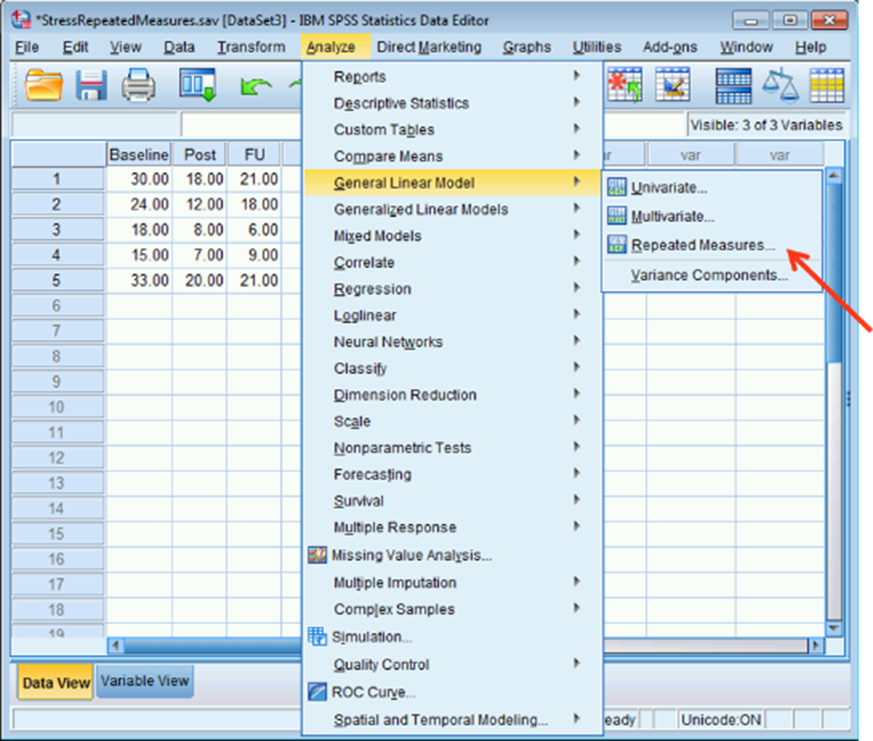 *StressRepeatedMeasures.sav [DataSet3] - IBM SPSS Statistics Data Editor
File Edit View Data Transform Analyze Direct Marketing Graphs Utilities Add-ons Window Help
Visible: 3 of 3 Variables
Baseline Post FU var var
1 30.00 18.00 21.00
2 24.00 12.00 18.00
3 18.00 8.00 6.00
4 15.00 7.00 9.00
5 33.00 20.00 21.00
6
7
8
9
10
11
12
13
14
15
16
17
18
19
Reports
Descriptive Statistics
Custom Tables
Compare Means
General Linear Model
Generalized Linear Models
Mixed Models
Correlate
Regression
Loglinear
Neural Networks
Classify
Dimension Reduction
Scale
Nonparametric Tests
Forecasting
Survival
Multiple Response
Missing Value Analysis...
Multiple Imputation
Complex Samples
Simulation...
Quality Control
ROC Curve...
Spatial and Temporal Modeling...
Univariate...
Multivariate...
Repeated Measures...
Variance Components...
Data View Variable View
eady Unicode:ON